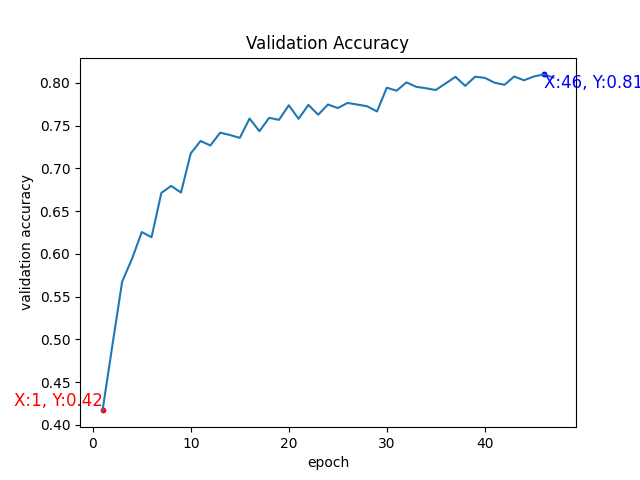 Validation Accuracy
validation accuracy
0.80
0.75
0.70
0.65
0.60
0.55
0.50
0.45
0.40
X:46, Y:0.81
X:1, Y:0.42
0
10
20
30
40
epoch